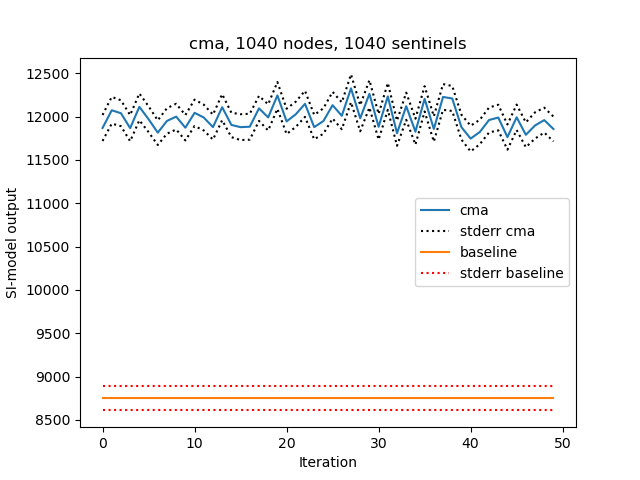 cma, 1040 nodes, 1040 sentinels
12500
12000
11500
11000
10500
10000
9500
9000
8500
SI-model output
cma
stderr cma
baseline
stderr baseline
0
10
20
30
40
50
Iteration